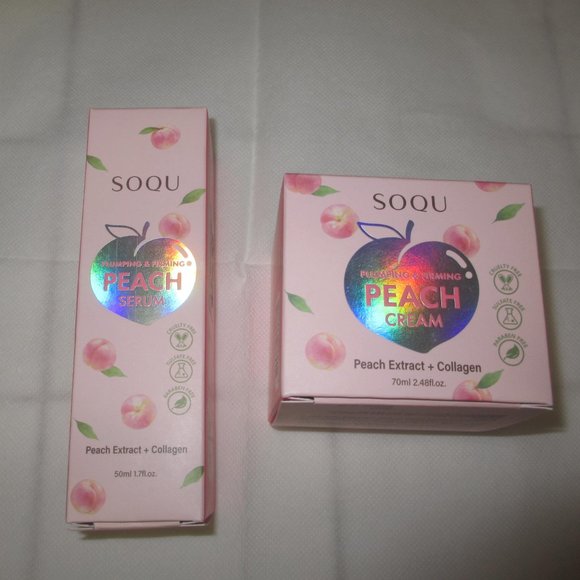 SOQU
PLUMPING & FIRMING
PEACH
SERUM
CRUELTY FREE
SULFATE FREE
PARABEN FREE
Peach Extract + Collagen
50ml 1.7fl.oz.
SOQU
PLUMPING & FIRMING
PEACH
CREAM
CRUELTY FREE
SULFATE FREE
PARABEN FREE
Peach Extract + Collagen
70ml 2.48fl.oz.